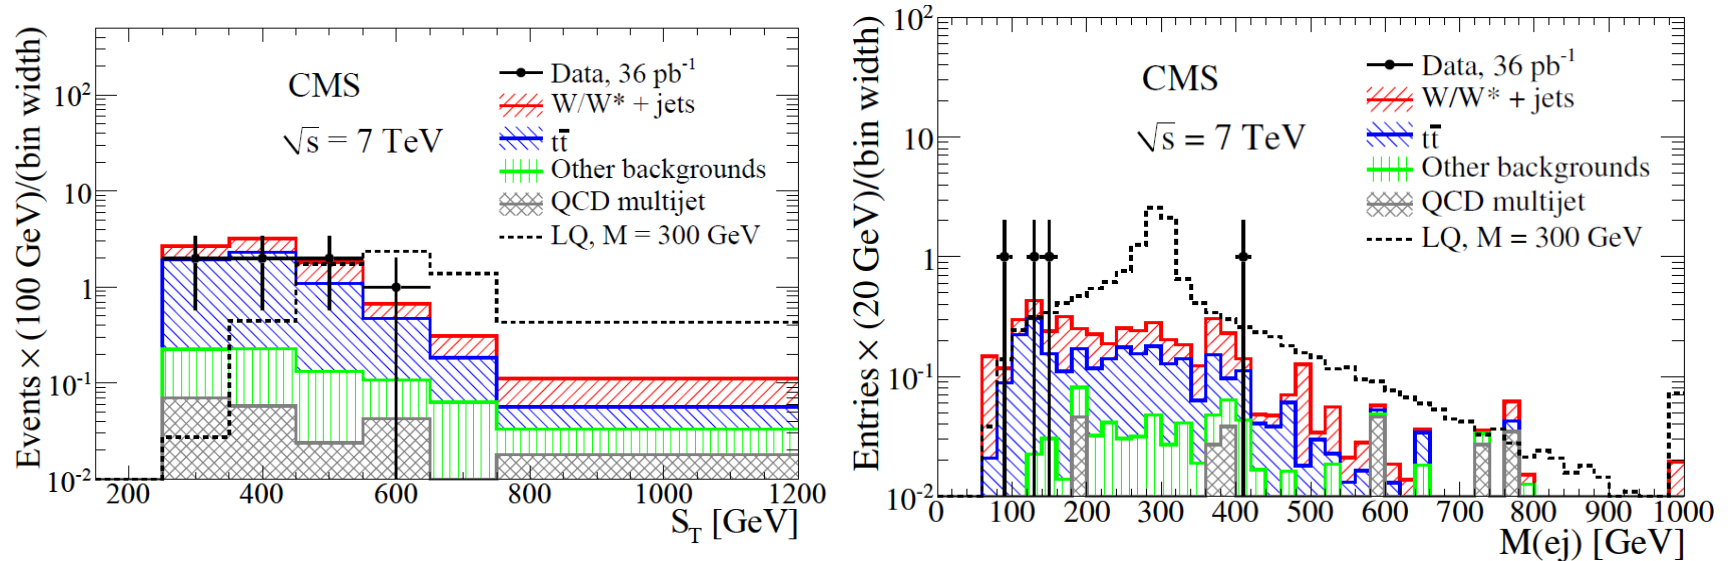 Events × (100 GeV)/(bin width)
10²
10
1
10⁻¹
10⁻²
CMS
√s = 7 TeV
Data, 36 pb⁻¹
W/W* + jets
tt̄
Other backgrounds
QCD multijet
LQ, M = 300 GeV
200 400 600 800 1000 1200
S_T [GeV]
Entries × (20 GeV)/(bin width)
10²
10
1
10⁻¹
10⁻²
CMS
√s = 7 TeV
Data, 36 pb⁻¹
W/W* + jets
tt̄
Other backgrounds
QCD multijet
LQ, M = 300 GeV
0 100 200 300 400 500 600 700 800 900 1000
M(ej) [GeV]